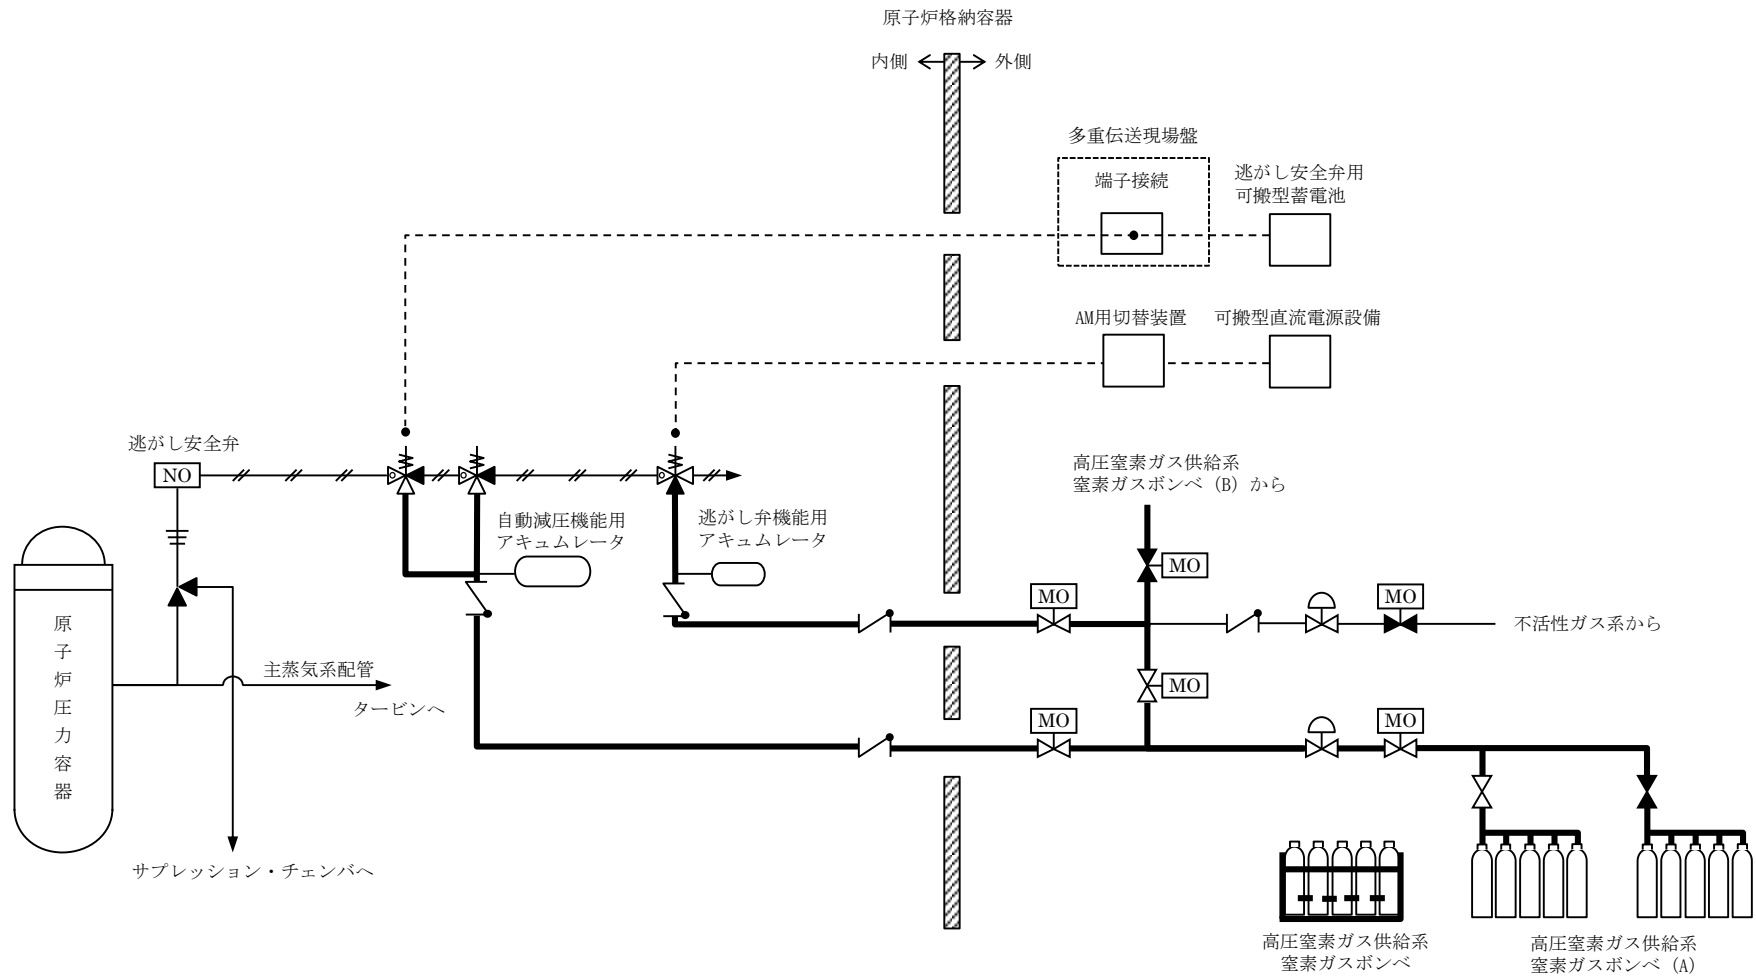 原子炉格納容器
内側
外側
多重伝送現場盤
端子接続
逃がし安全弁用
可搬型蓄電池
AM用切替装置
可搬型直流電源設備
逃がし安全弁
NO
高圧窒素ガス供給系
窒素ガスボンベ（B）から
自動減圧機能用
アキュムレータ
逃がし弁機能用
アキュムレータ
MO
MO
MO
不活性ガス系から
原子炉圧力容器
主蒸気系配管
タービンへ
MO
MO
MO
サプレッション・チェンバへ
高圧窒素ガス供給系
窒素ガスボンベ
高圧窒素ガス供給系
窒素ガスボンベ（A）